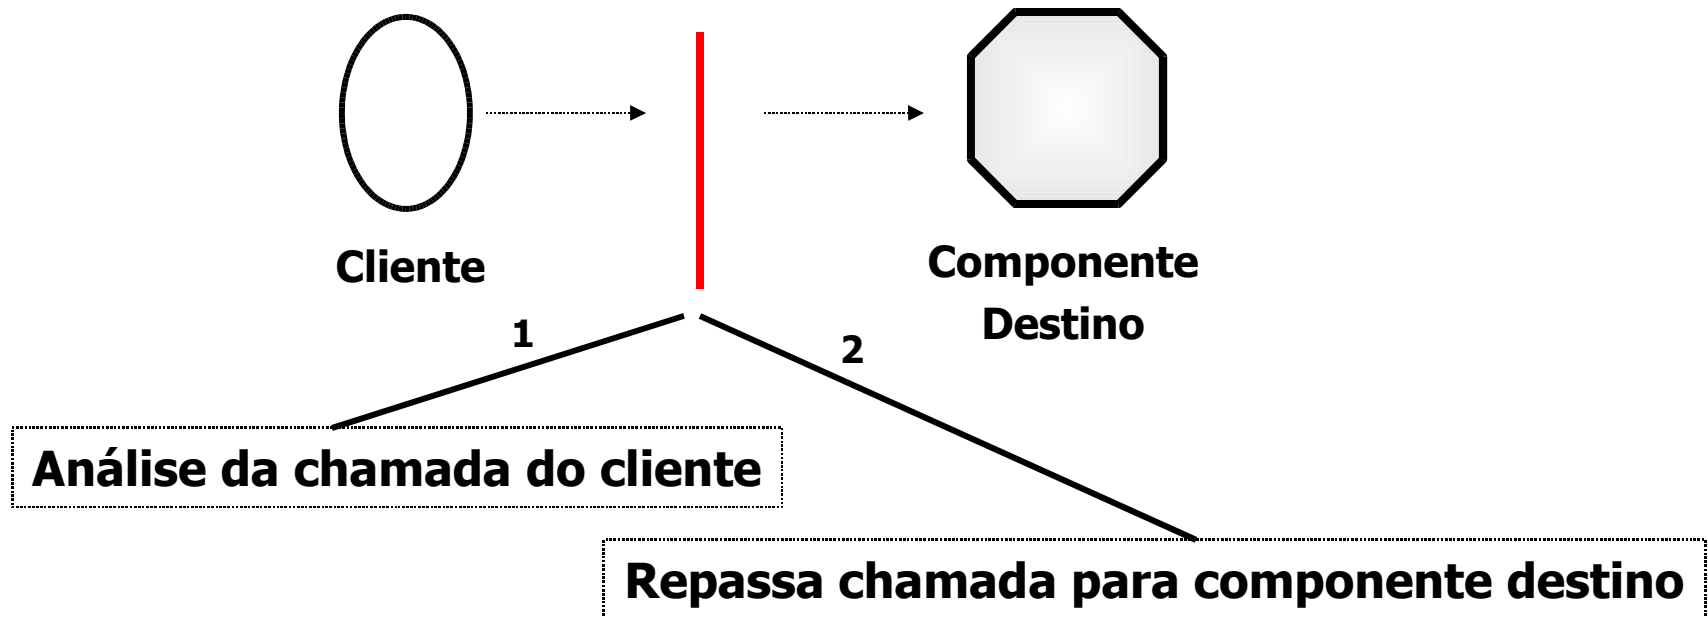 Cliente
Componente
Destino
1
2
Análise da chamada do cliente
Repassa chamada para componente destino